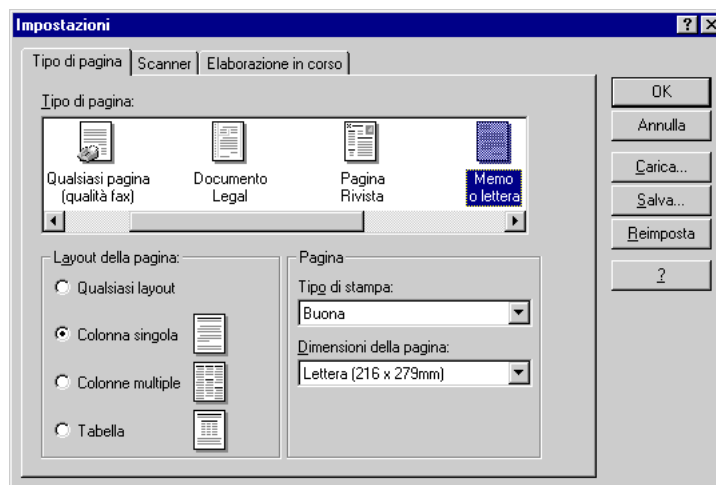 Impostazioni
Tipo di pagina
Scanner
Elaborazione in corso
Tipo di pagina:
Qualsiasi pagina
(qualità fax)
Documento
Legal
Pagina
Rivista
Memo
o lettera
Layout della pagina:
Qualsiasi layout
Colonna singola
Colonne multiple
Tabella
Pagina
Tipo di stampa:
Buona
Dimensioni della pagina:
Lettera (216 x 279mm)
OK
Annulla
Carica...
Salva...
Reimposta
?